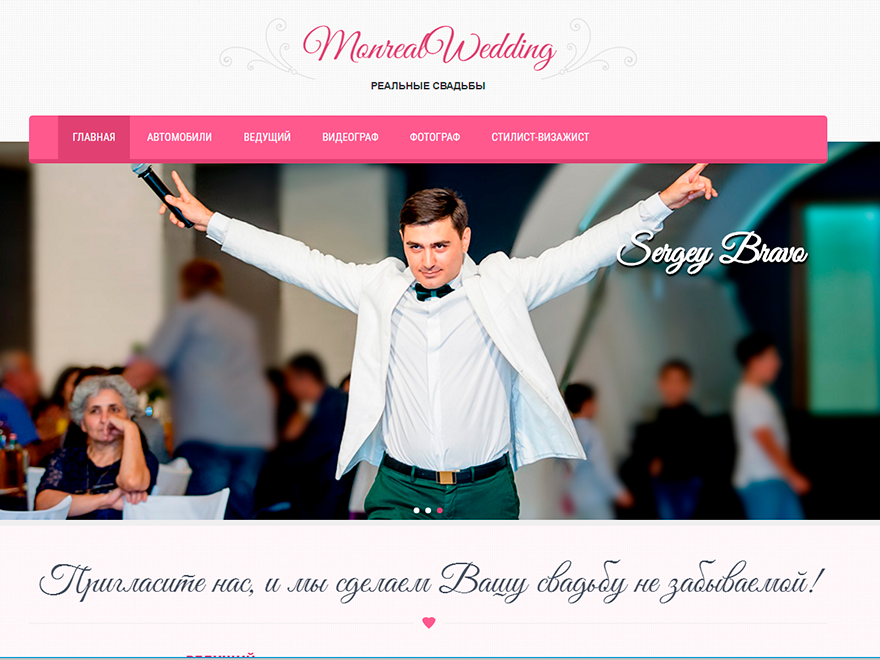 MonrealWedding
РЕАЛЬНЫЕ СВАДЬБЫ
ГЛАВНАЯ АВТОМОБИЛИ ВЕДУЩИЙ ВИДЕОГРАФ ФОТОГРАФ СТИЛИСТ-ВИЗАЖИСТ
Sergey Bravo
Пригласите нас, и мы сделаем Вашу свадьбу не забываемой!
ВЕДУЩИЙ